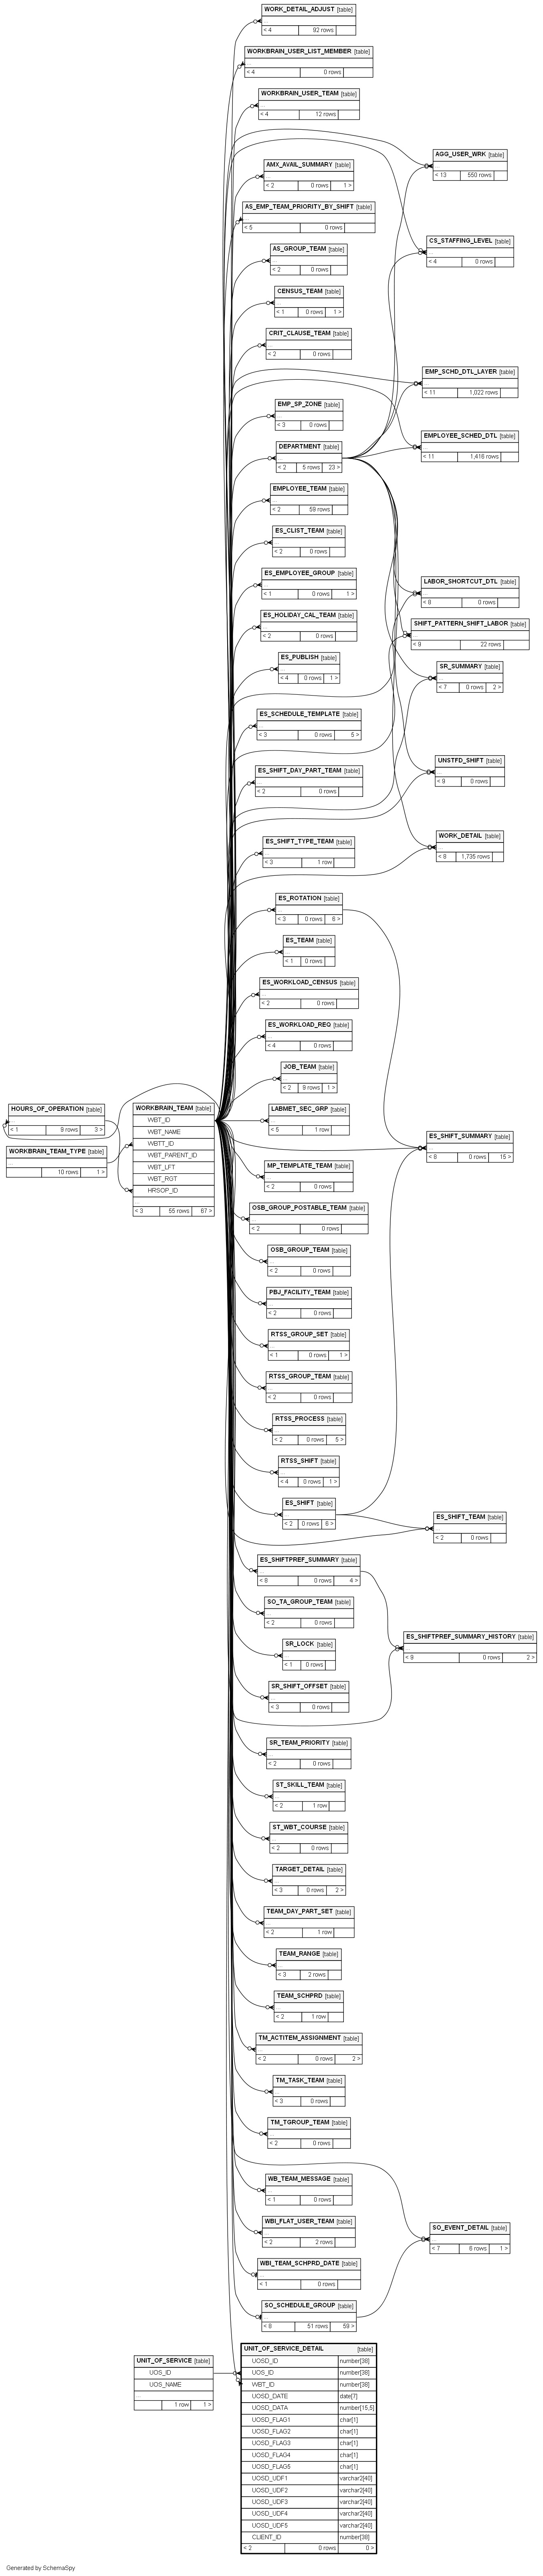 WORK_DETAIL_ADJUST [table]
...
< 4 92 rows
WORKBRAIN_USER_LIST_MEMBER [table]
...
< 4 0 rows
WORKBRAIN_USER_TEAM [table]
...
< 4 12 rows
AGG_USER_WRK [table]
...
< 13 550 rows
AMX_AVAIL_SUMMARY [table]
...
< 2 0 rows 1 >
AS_EMP_TEAM_PRIORITY_BY_SHIFT [table]
...
< 5 0 rows
CS_STAFFING_LEVEL [table]
...
< 4 0 rows
AS_GROUP_TEAM [table]
...
< 2 0 rows
CENSUS_TEAM [table]
...
< 1 0 rows 1 >
CRIT_CLAUSE_TEAM [table]
...
< 2 0 rows
EMP_SCHD_DTL_LAYER [table]
...
< 11 1,022 rows
EMP_SP_ZONE [table]
...
< 3 0 rows
EMPLOYEE_SCHED_DTL [table]
...
< 11 1,416 rows
DEPARTMENT [table]
...
< 2 5 rows 23 >
EMPLOYEE_TEAM [table]
...
< 2 59 rows
ES_CLIST_TEAM [table]
...
< 2 0 rows
ES_EMPLOYEE_GROUP [table]
...
< 1 0 rows 1 >
LABOR_SHORTCUT_DTL [table]
...
< 8 0 rows
ES_HOLIDAY_CAL_TEAM [table]
...
< 2 0 rows
SHIFT_PATTERN_SHIFT_LABOR [table]
...
< 9 22 rows
ES_PUBLISH [table]
...
< 4 0 rows 1 >
SR_SUMMARY [table]
...
< 7 0 rows 2 >
ES_SCHEDULE_TEMPLATE [table]
...
< 3 0 rows 5 >
ES_SHIFT_DAY_PART_TEAM [table]
...
< 2 0 rows
UNSTFD_SHIFT [table]
...
< 9 0 rows
ES_SHIFT_TYPE_TEAM [table]
...
< 3 1 row
WORK_DETAIL [table]
...
< 8 1,735 rows
ES_ROTATION [table]
...
< 3 0 rows 6 >
ES_TEAM [table]
...
< 1 0 rows
ES_WORKLOAD_CENSUS [table]
...
< 2 0 rows
ES_WORKLOAD_REQ [table]
...
< 4 0 rows
JOB_TEAM [table]
...
< 2 9 rows 1 >
HOURS_OF_OPERATION [table]
...
< 1 9 rows 3 >
WORKBRAIN_TEAM_TYPE [table]
...
10 rows 1 >
WORKBRAIN_TEAM [table]
WBT_ID
WBT_NAME
WBTT_ID
WBT_PARENT_ID
WBT_LFT
WBT_RGT
HRSOP_ID
...
< 3 55 rows 67 >
LABMET_SEC_GRP [table]
...
< 5 1 row
ES_SHIFT_SUMMARY [table]
...
< 8 0 rows 15 >
MP_TEMPLATE_TEAM [table]
...
< 2 0 rows
OSB_GROUP_POSTABLE_TEAM [table]
...
< 2 0 rows
OSB_GROUP_TEAM [table]
...
< 2 0 rows
PBJ_FACILITY_TEAM [table]
...
< 2 0 rows
RTSS_GROUP_SET [table]
...
< 1 0 rows 1 >
RTSS_GROUP_TEAM [table]
...
< 2 0 rows
RTSS_PROCESS [table]
...
< 2 0 rows 5 >
RTSS_SHIFT [table]
...
< 4 0 rows 1 >
ES_SHIFT [table]
...
< 2 0 rows 6 >
ES_SHIFT_TEAM [table]
...
< 2 0 rows
ES_SHIFTPREF_SUMMARY [table]
...
< 8 0 rows 4 >
SO_TA_GROUP_TEAM [table]
...
< 2 0 rows
ES_SHIFTPREF_SUMMARY_HISTORY [table]
...
< 9 0 rows 2 >
SR_LOCK [table]
...
< 1 0 rows
SR_SHIFT_OFFSET [table]
...
< 3 0 rows
SR_TEAM_PRIORITY [table]
...
< 2 0 rows
ST_SKILL_TEAM [table]
...
< 2 1 row
ST_WBT_COURSE [table]
...
< 2 0 rows
TARGET_DETAIL [table]
...
< 3 0 rows 2 >
TEAM_DAY_PART_SET [table]
...
< 2 1 row
TEAM_RANGE [table]
...
< 3 2 rows
TEAM_SCHPRD [table]
...
< 2 1 row
TM_ACTITEM_ASSIGNMENT [table]
...
< 2 0 rows 2 >
TM_TASK_TEAM [table]
...
< 3 0 rows
TM_TGROUP_TEAM [table]
...
< 2 0 rows
WB_TEAM_MESSAGE [table]
...
< 1 0 rows
WBI_FLAT_USER_TEAM [table]
...
< 2 2 rows
SO_EVENT_DETAIL [table]
...
< 7 6 rows 1 >
WBI_TEAM_SCHPRD_DATE [table]
...
< 1 0 rows
SO_SCHEDULE_GROUP [table]
...
< 8 51 rows 59 >
UNIT_OF_SERVICE [table]
UOS_ID
UOS_NAME
...
1 row 1 >
UNIT_OF_SERVICE_DETAIL [table]
UOSD_ID number[38]
UOS_ID number[38]
WBT_ID number[38]
UOSD_DATE date[7]
UOSD_DATA number[15,5]
UOSD_FLAG1 char[1]
UOSD_FLAG2 char[1]
UOSD_FLAG3 char[1]
UOSD_FLAG4 char[1]
UOSD_FLAG5 char[1]
UOSD_UDF1 varchar2[40]
UOSD_UDF2 varchar2[40]
UOSD_UDF3 varchar2[40]
UOSD_UDF4 varchar2[40]
UOSD_UDF5 varchar2[40]
CLIENT_ID number[38]
< 2 0 rows 0 >
Generated by SchemaSpy